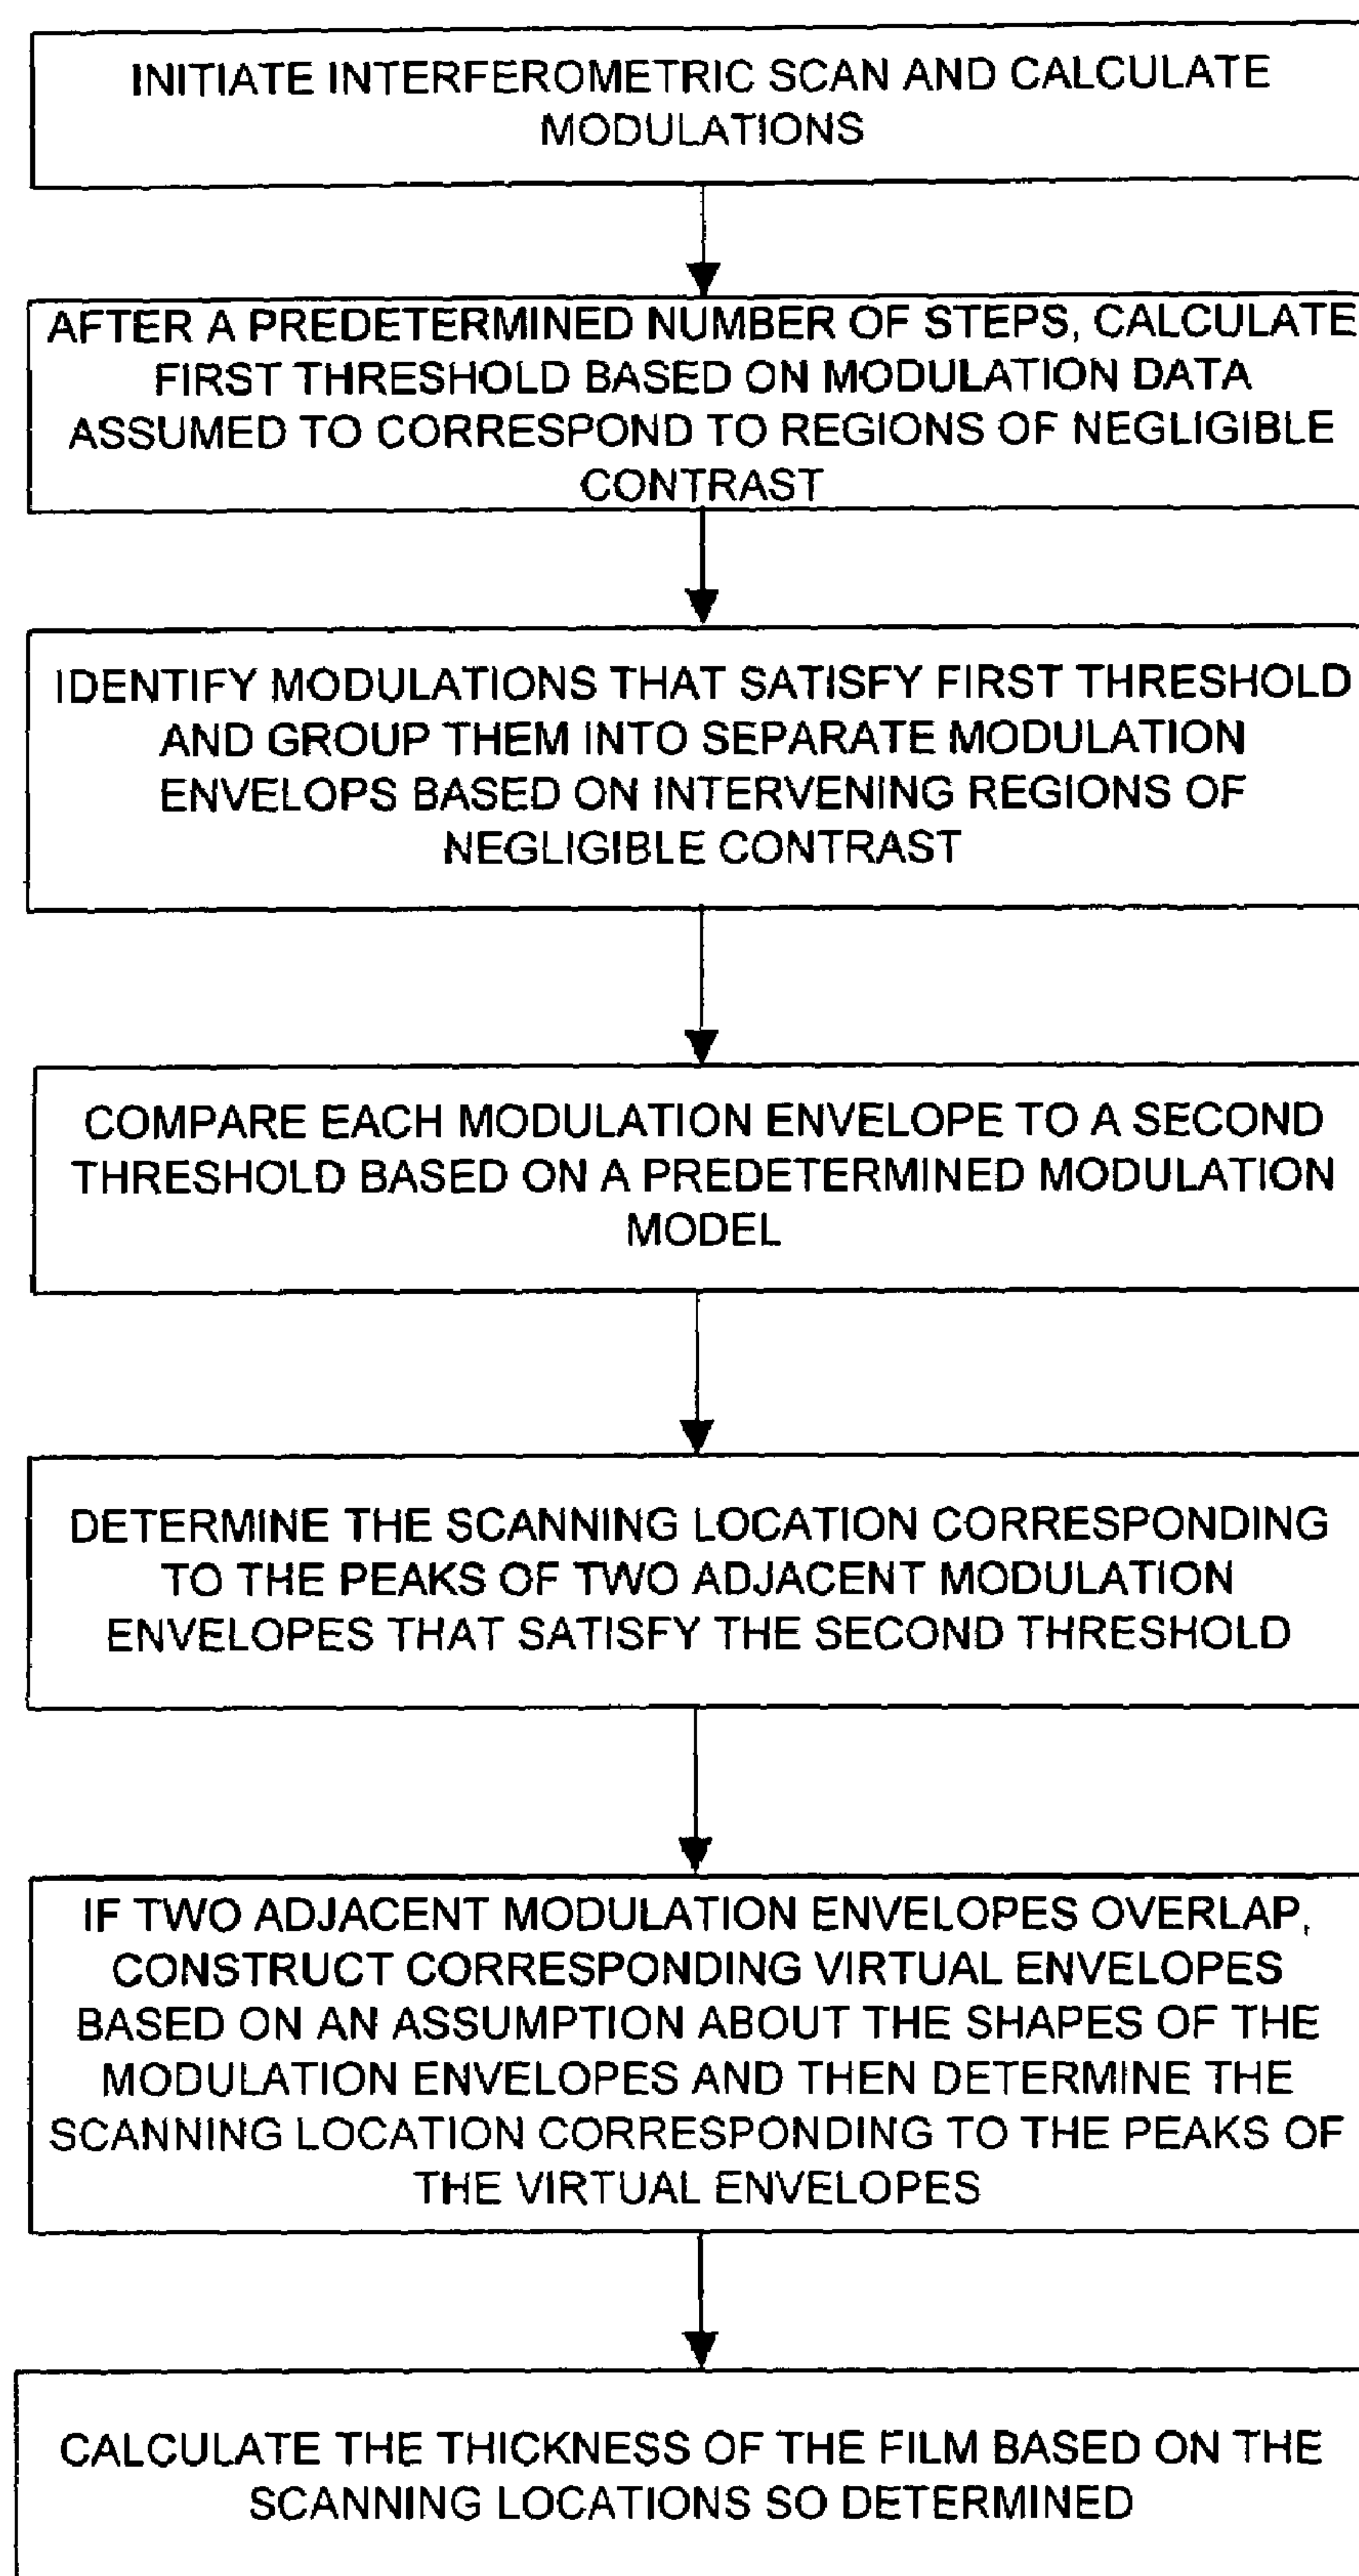 INITIATE INTERFEROMETRIC SCAN AND CALCULATE
MODULATIONS
AFTER A PREDETERMINED NUMBER OF STEPS, CALCULATE
FIRST THRESHOLD BASED ON MODULATION DATA
ASSUMED TO CORRESPOND TO REGIONS OF NEGLIGIBLE
CONTRAST
IDENTIFY MODULATIONS THAT SATISFY FIRST THRESHOLD
AND GROUP THEM INTO SEPARATE MODULATION
ENVELOPS BASED ON INTERVENING REGIONS OF
NEGLIGIBLE CONTRAST
COMPARE EACH MODULATION ENVELOPE TO A SECOND
THRESHOLD BASED ON A PREDETERMINED MODULATION
MODEL
DETERMINE THE SCANNING LOCATION CORRESPONDING
TO THE PEAKS OF TWO ADJACENT MODULATION
ENVELOPES THAT SATISFY THE SECOND THRESHOLD
IF TWO ADJACENT MODULATION ENVELOPES OVERLAP,
CONSTRUCT CORRESPONDING VIRTUAL ENVELOPES
BASED ON AN ASSUMPTION ABOUT THE SHAPES OF THE
MODULATION ENVELOPES AND THEN DETERMINE THE
SCANNING LOCATION CORRESPONDING TO THE PEAKS OF
THE VIRTUAL ENVELOPES
CALCULATE THE THICKNESS OF THE FILM BASED ON THE
SCANNING LOCATIONS SO DETERMINED